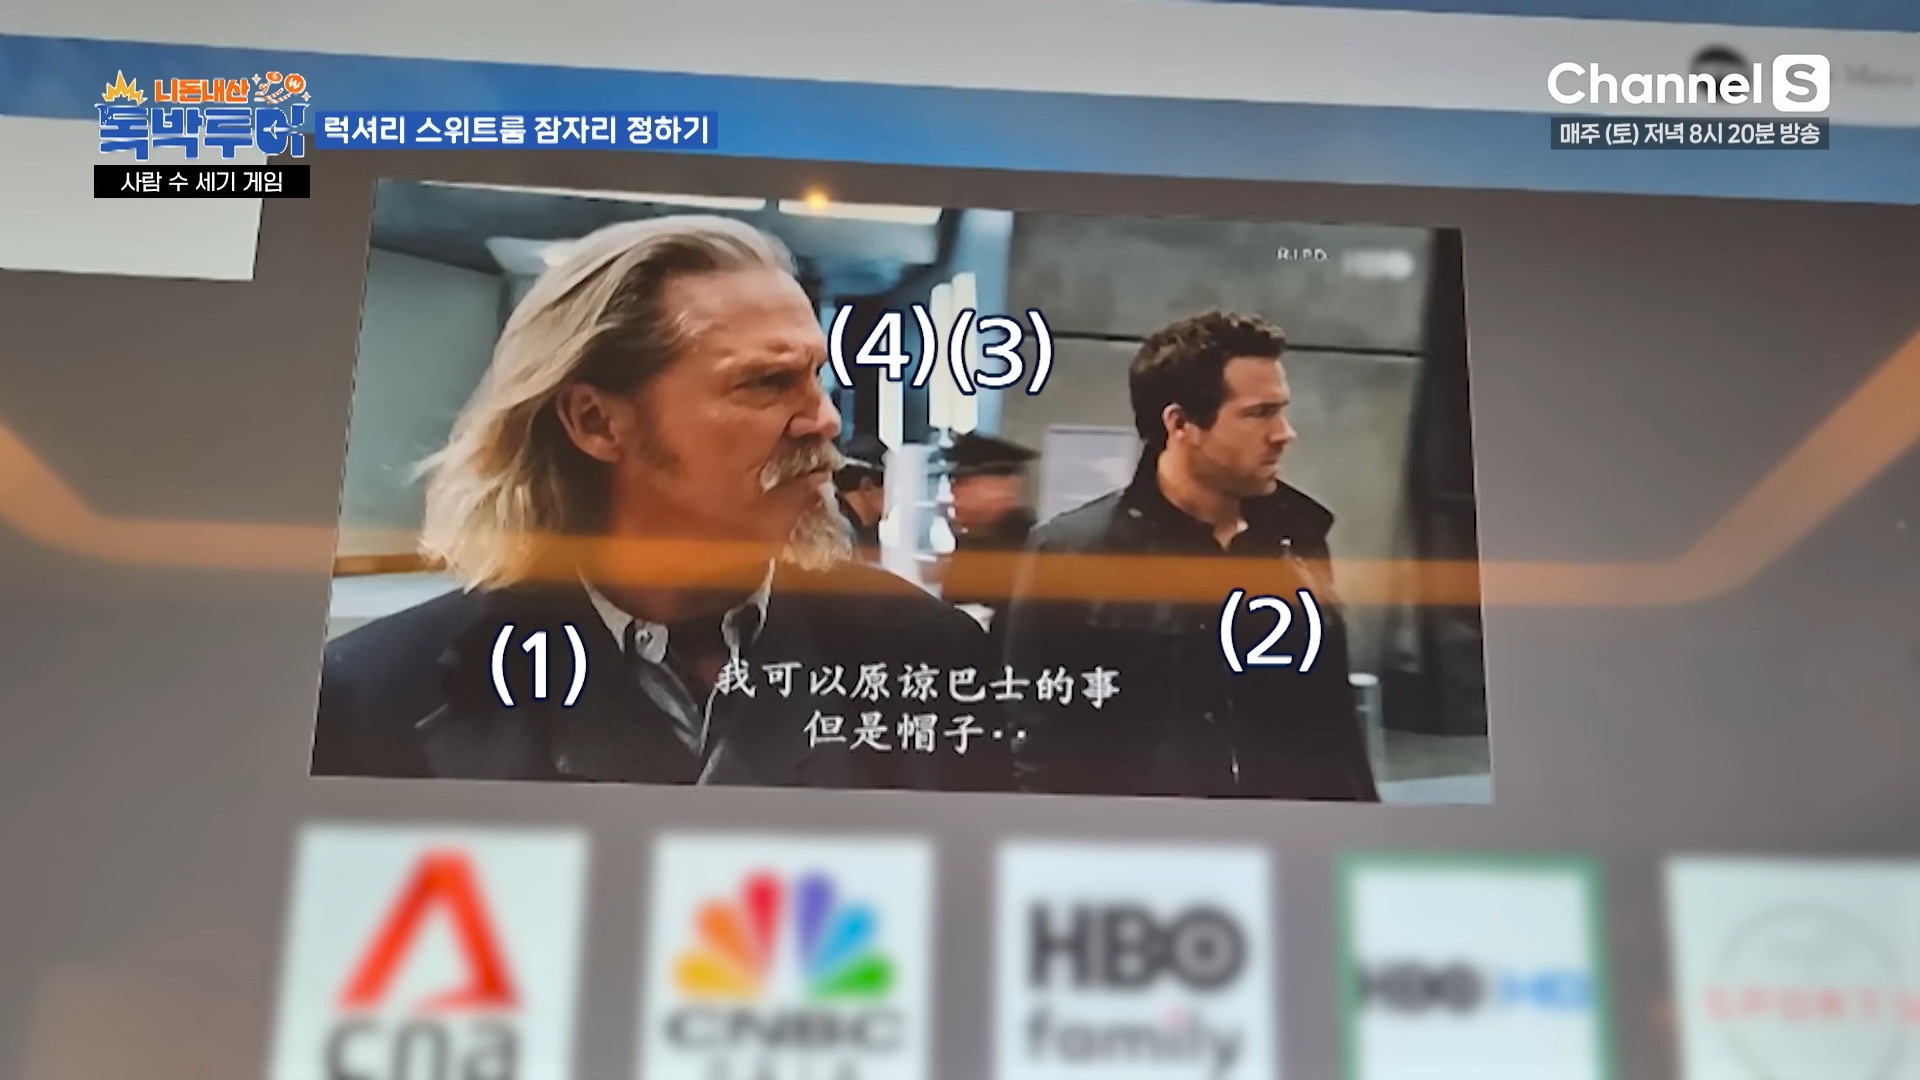 니돈내산
독박투어
럭셔리 스위트룸 잠자리 정하기
사람 수 세기 게임
Channel S
매주 (토) 저녁 8시 20분 방송
R.I.P.D.
(4) (3)
(1)
(2)
我可以原谅巴士的事
但是帽子··
cna
CNBC
HBO
family
HBO HD
SPORT